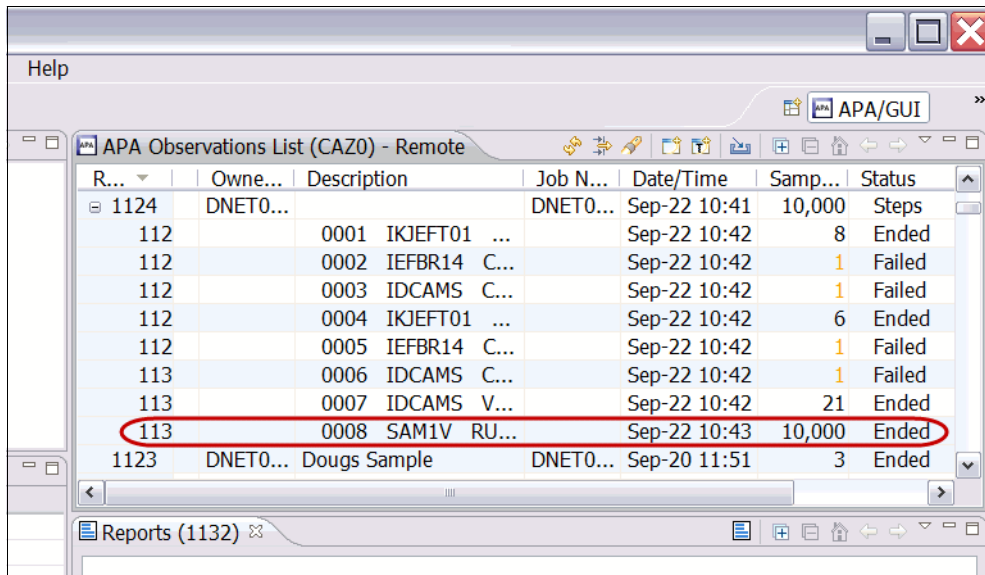 Help
APA APA/GUI »
APA APA Observations List (CAZ0) - Remote
R... Owne... Description Job N... Date/Time Samp... Status
1124 DNET0... DNET0... Sep-22 10:41 10,000 Steps
112 0001 IKJEFT01 ... Sep-22 10:42 8 Ended
112 0002 IEFBR14 C... Sep-22 10:42 1 Failed
112 0003 IDCAMS C... Sep-22 10:42 1 Failed
112 0004 IKJEFT01 ... Sep-22 10:42 6 Ended
112 0005 IEFBR14 C... Sep-22 10:42 1 Failed
113 0006 IDCAMS C... Sep-22 10:42 1 Failed
113 0007 IDCAMS V... Sep-22 10:42 21 Ended
113 0008 SAM1V RU... Sep-22 10:43 10,000 Ended
1123 DNET0... Dougs Sample DNET0... Sep-20 11:51 3 Ended
Reports (1132)